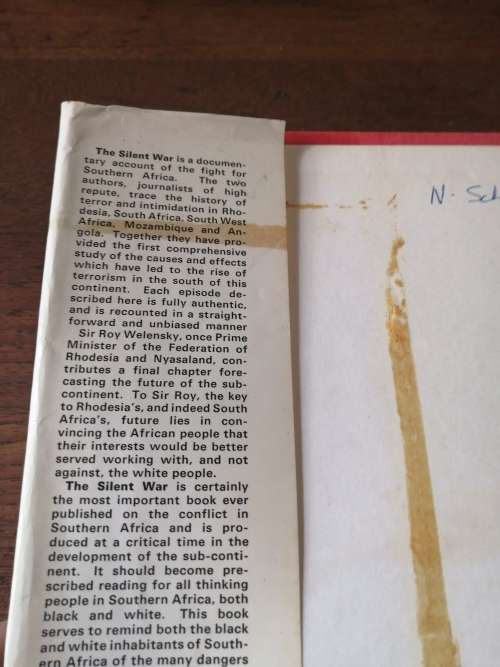 The Silent War is a documen-
tary account of the fight for
Southern Africa. The two
authors, journalists of high
repute, trace the history of
terror and intimidation in Rho-
desia, South Africa, South West
Africa, Mozambique and An-
gola. Together they have pro-
vided the first comprehensive
study of the causes and effects
which have led to the rise of
terrorism in the south of this
continent. Each episode de-
scribed here is fully authentic,
and is recounted in a straight-
forward and unbiased manner
Sir Roy Welensky, once Prime
Minister of the Federation of
Rhodesia and Nyasaland, con-
tributes a final chapter fore-
casting the future of the sub-
continent. To Sir Roy, the key
to Rhodesia's, and indeed South
Africa's, future lies in con-
vincing the African people that
their interests would be better
served working with, and not
against, the white people.
The Silent War is certainly
the most important book ever
published on the conflict in
Southern Africa and is pro-
duced at a critical time in the
development of the sub-conti-
nent. It should become pre-
scribed reading for all thinking
people in Southern Africa, both
black and white. This book
serves to remind both the black
and white inhabitants of South-
ern Africa of the many dangers
N. Sch